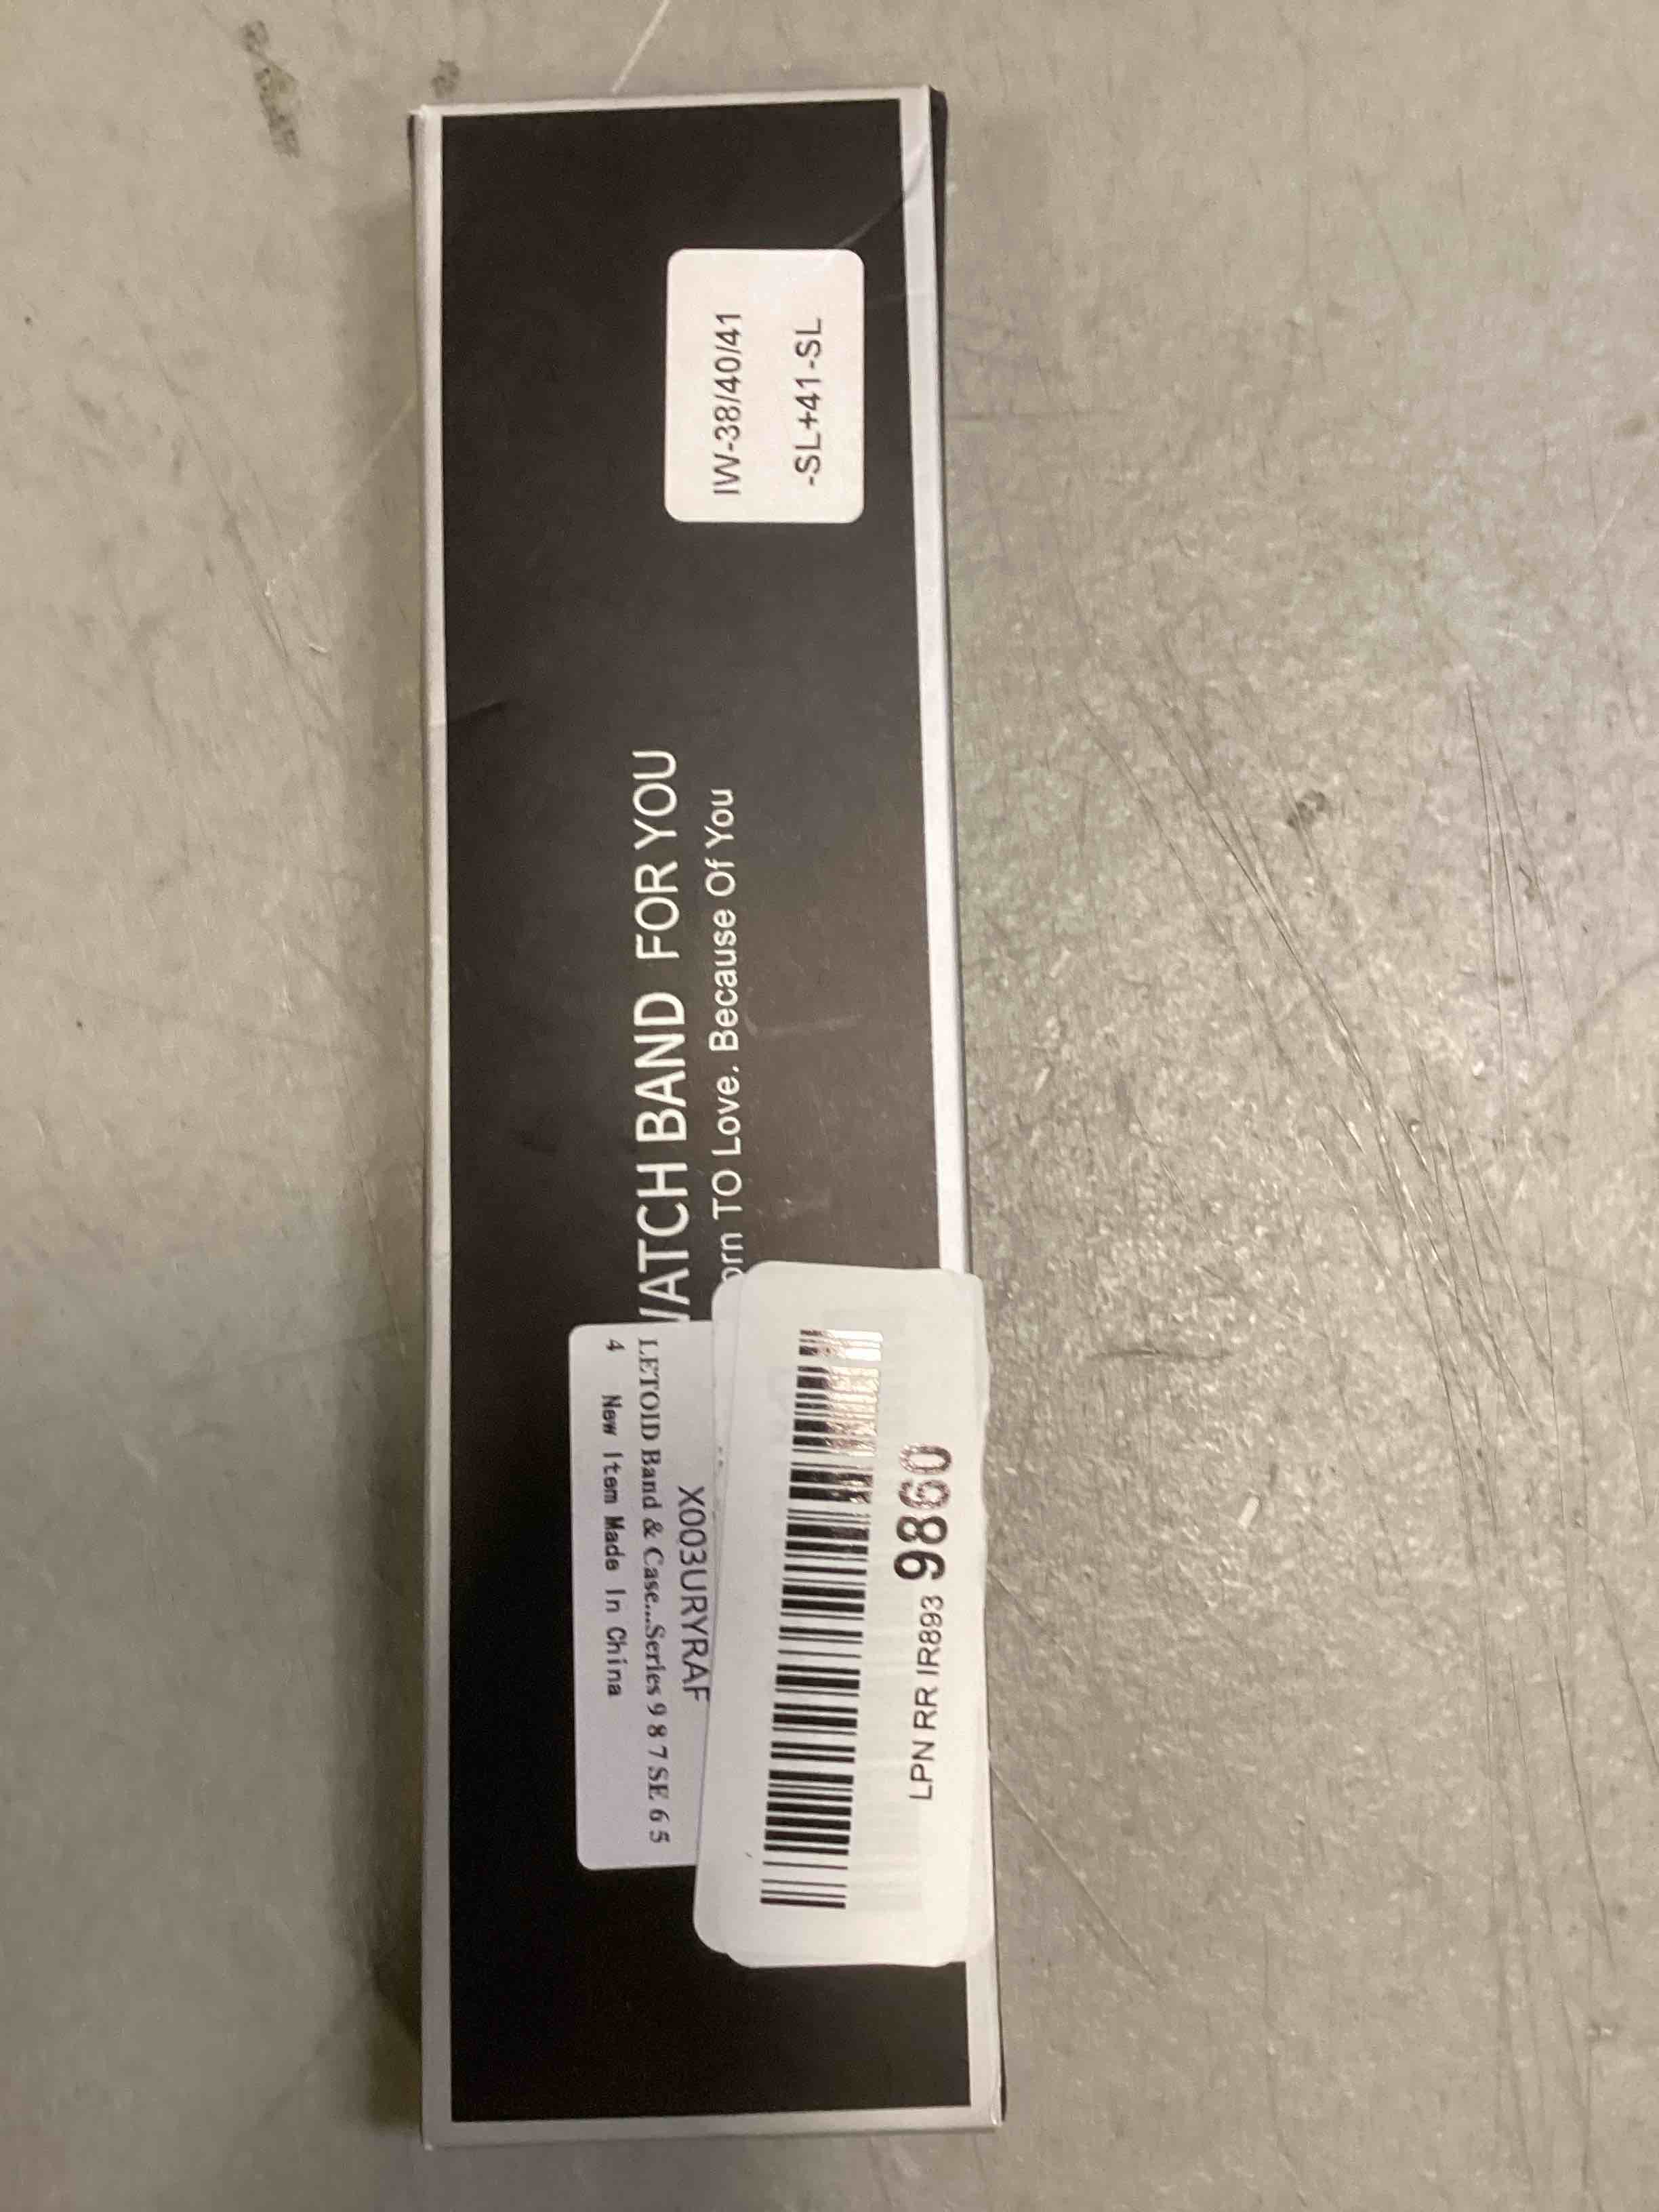 IW-38/40/41
-SL+41-SL
WATCH BAND FOR YOU
orn TO Love. Because Of You
X003URYRAF
LETOID Band & Case...Series 9 8 7 SE 6 5
4 New Item Made In China
LPN RR IR893 9860